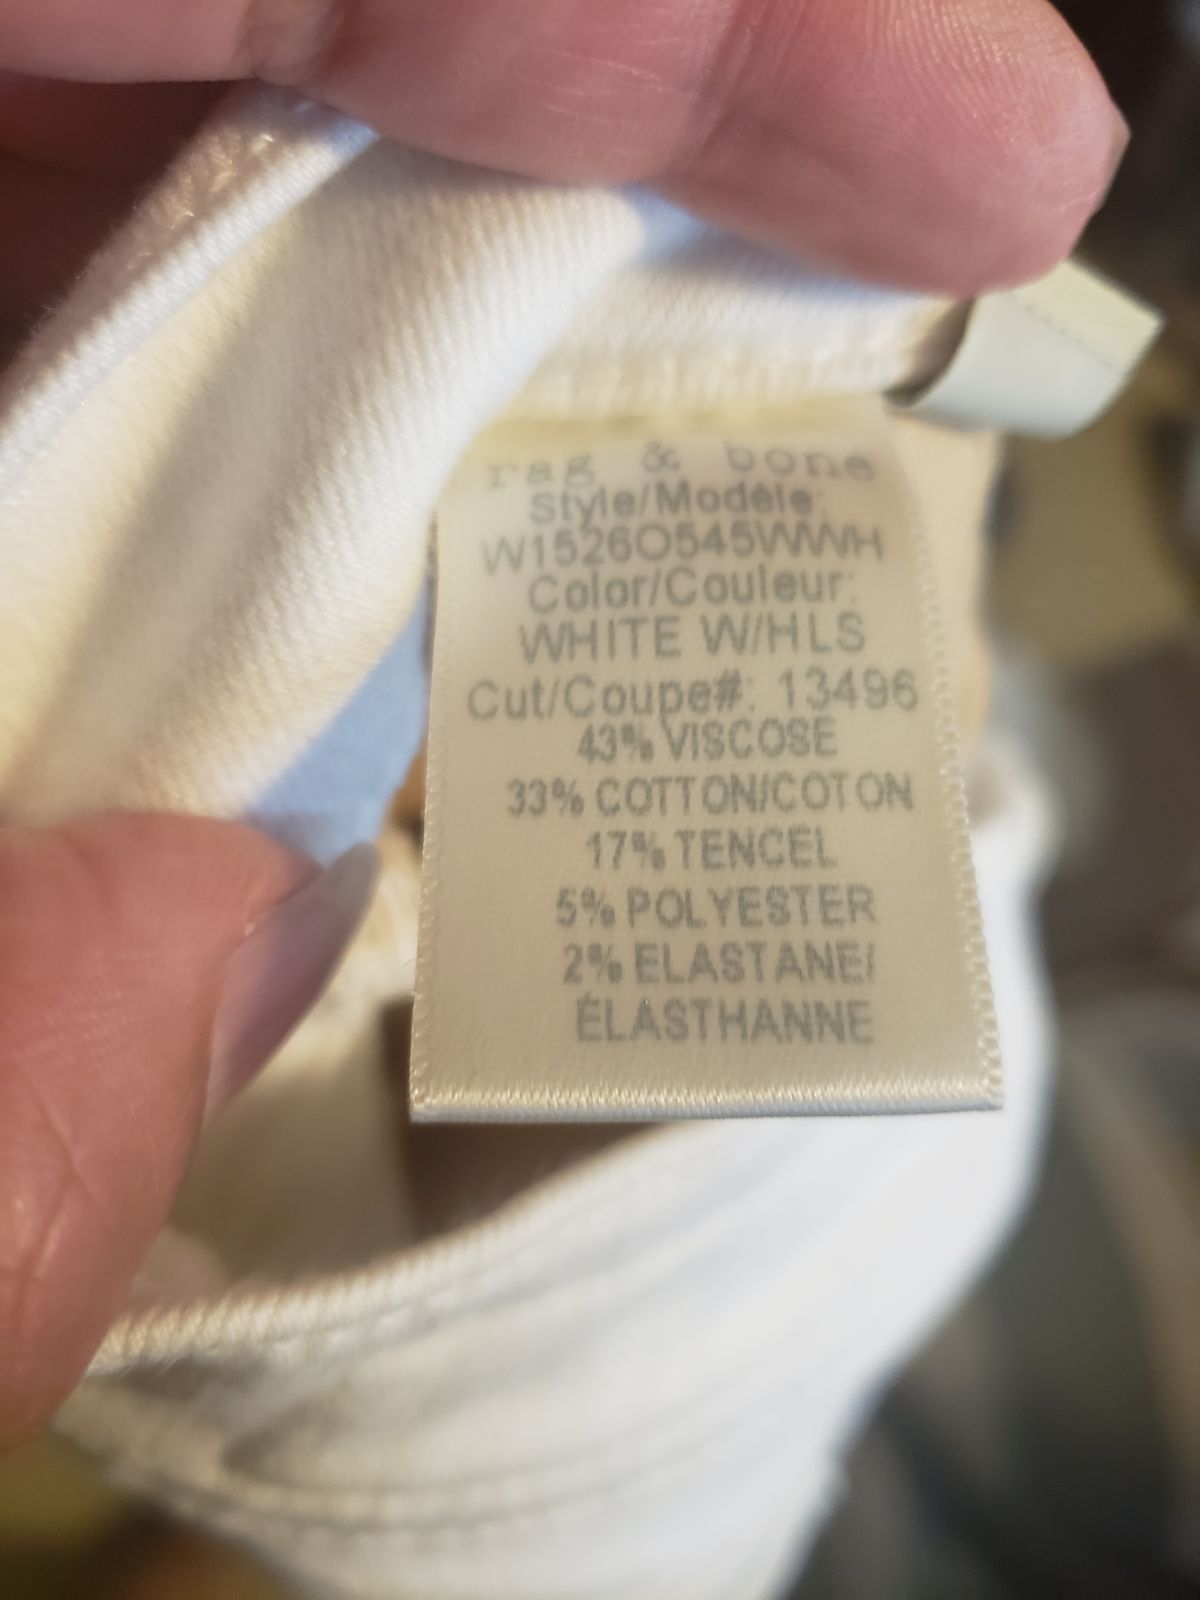 rag & bone
Style/Modèle:
W1526O545WWH
Color/Couleur:
WHITE W/HLS
Cut/Coupe#: 13496
43% VISCOSE
33% COTTON/COTON
17% TENCEL
5% POLYESTER
2% ELASTANE/
ÉLASTHANNE